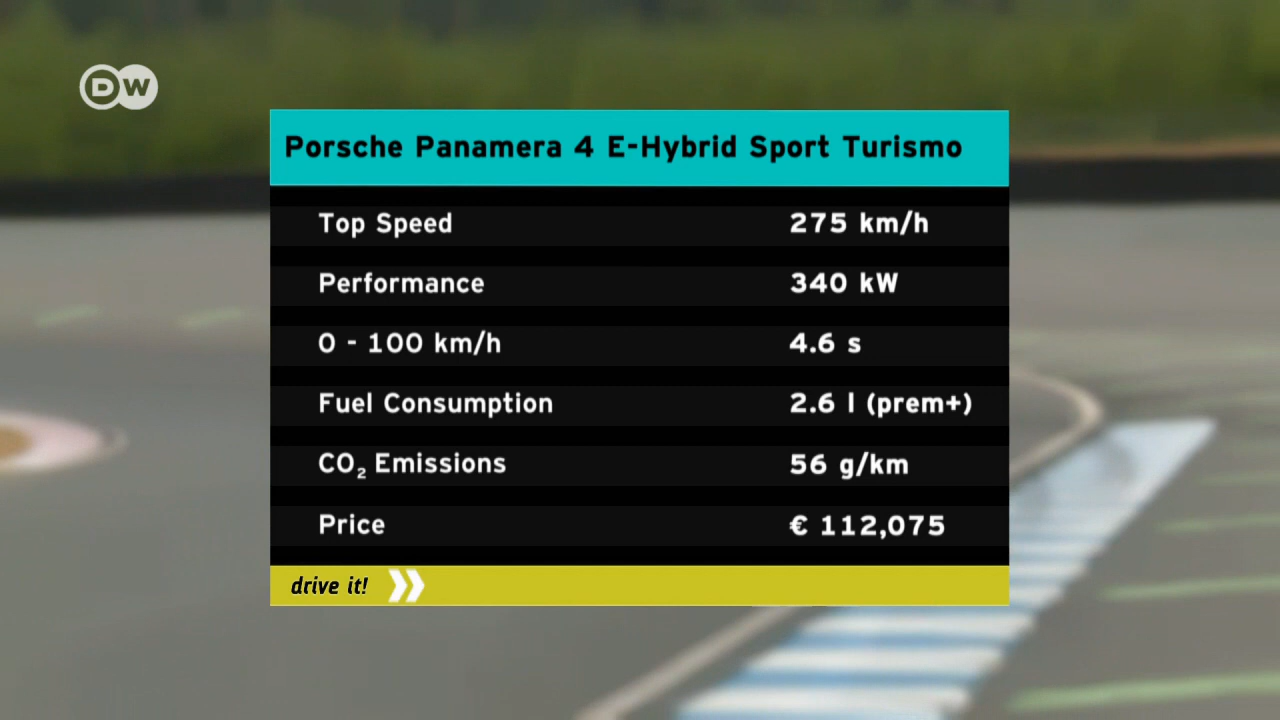 DW
Porsche Panamera 4 E-Hybrid Sport Turismo
Top Speed 275 km/h
Performance 340 kW
0 - 100 km/h 4.6 s
Fuel Consumption 2.6 l (prem+)
CO₂ Emissions 56 g/km
Price € 112,075
drive it!